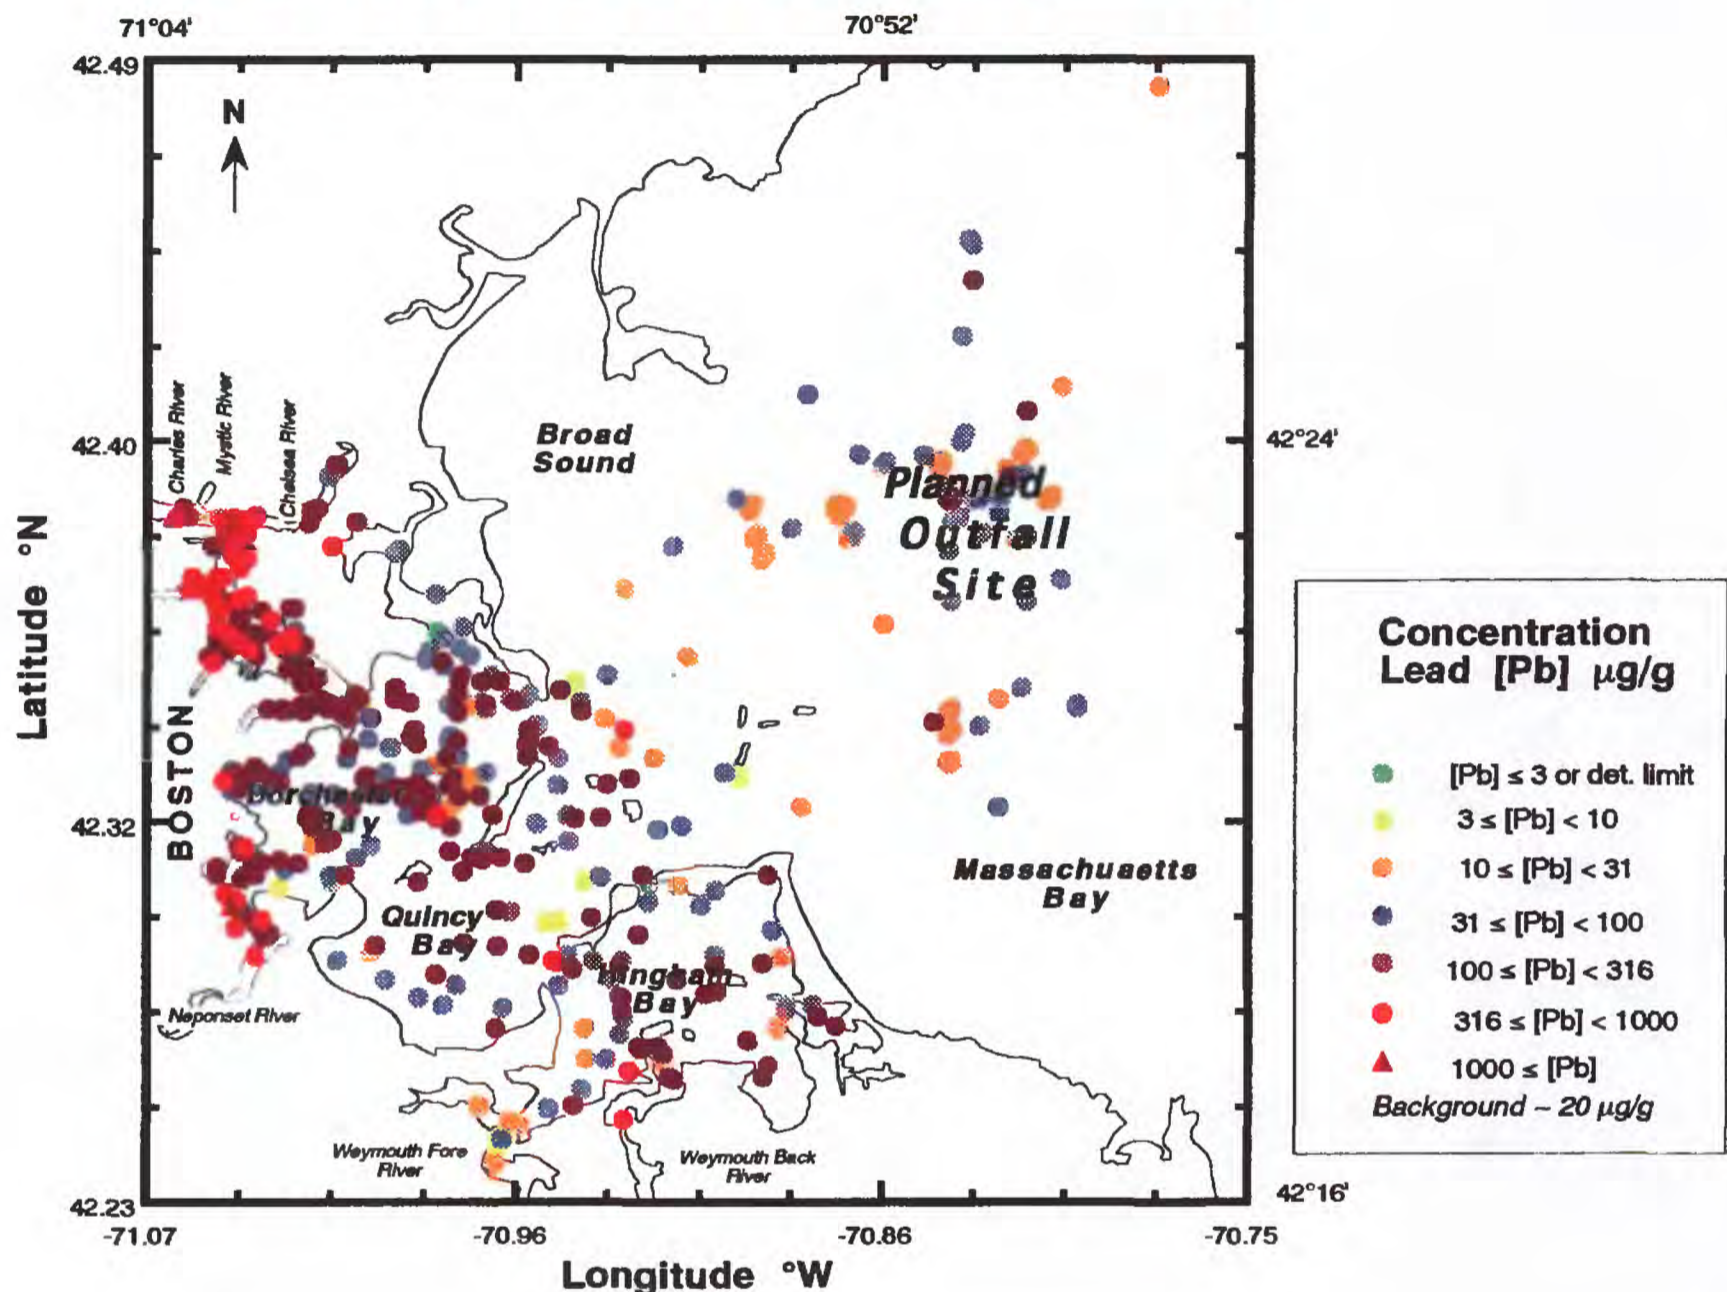 71°04'
70°52'
42.49
N
Charles River
Mystic River
Chelsea River
Broad
Sound
42.40
42°24'
Planned
Outfall
Site
Latitude °N
BOSTON
Dorchester
Bay
42.32
Massachuaetts
Bay
Quincy
Bay
Hingham
Bay
Neponset River
Weymouth Fore
River
Weymouth Back
River
42.23
42°16'
-71.07
-70.96
-70.86
-70.75
Longitude °W
Concentration
Lead [Pb] µg/g
[Pb] ≤ 3 or det. limit
3 ≤ [Pb] < 10
10 ≤ [Pb] < 31
31 ≤ [Pb] < 100
100 ≤ [Pb] < 316
316 ≤ [Pb] < 1000
1000 ≤ [Pb]
Background ~ 20 µg/g